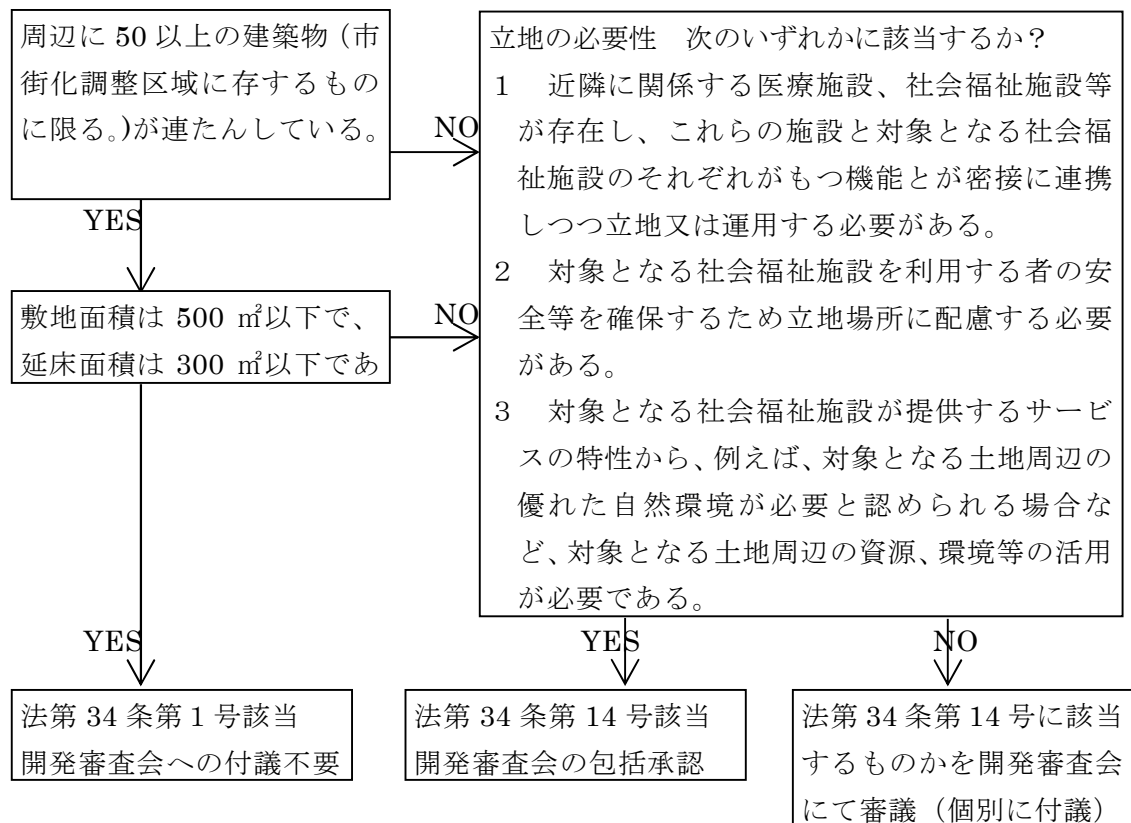 周辺に 50 以上の建築物（市
街化調整区域に存するもの
に限る。)が連たんしている。
NO
YES
敷地面積は 500 ㎡以下で、
延床面積は 300 ㎡以下であ
NO
立地の必要性　次のいずれかに該当するか？
１　近隣に関係する医療施設、社会福祉施設等
が存在し、これらの施設と対象となる社会福
祉施設のそれぞれがもつ機能とが密接に連携
しつつ立地又は運用する必要がある。
２　対象となる社会福祉施設を利用する者の安
全等を確保するため立地場所に配慮する必要
がある。
３　対象となる社会福祉施設が提供するサービ
スの特性から、例えば、対象となる土地周辺の
優れた自然環境が必要と認められる場合な
ど、対象となる土地周辺の資源、環境等の活用
が必要である。
YES
YES
NO
法第 34 条第 1 号該当
開発審査会への付議不要
法第 34 条第 14 号該当
開発審査会の包括承認
法第 34 条第 14 号に該当
するものかを開発審査会
にて審議（個別に付議）